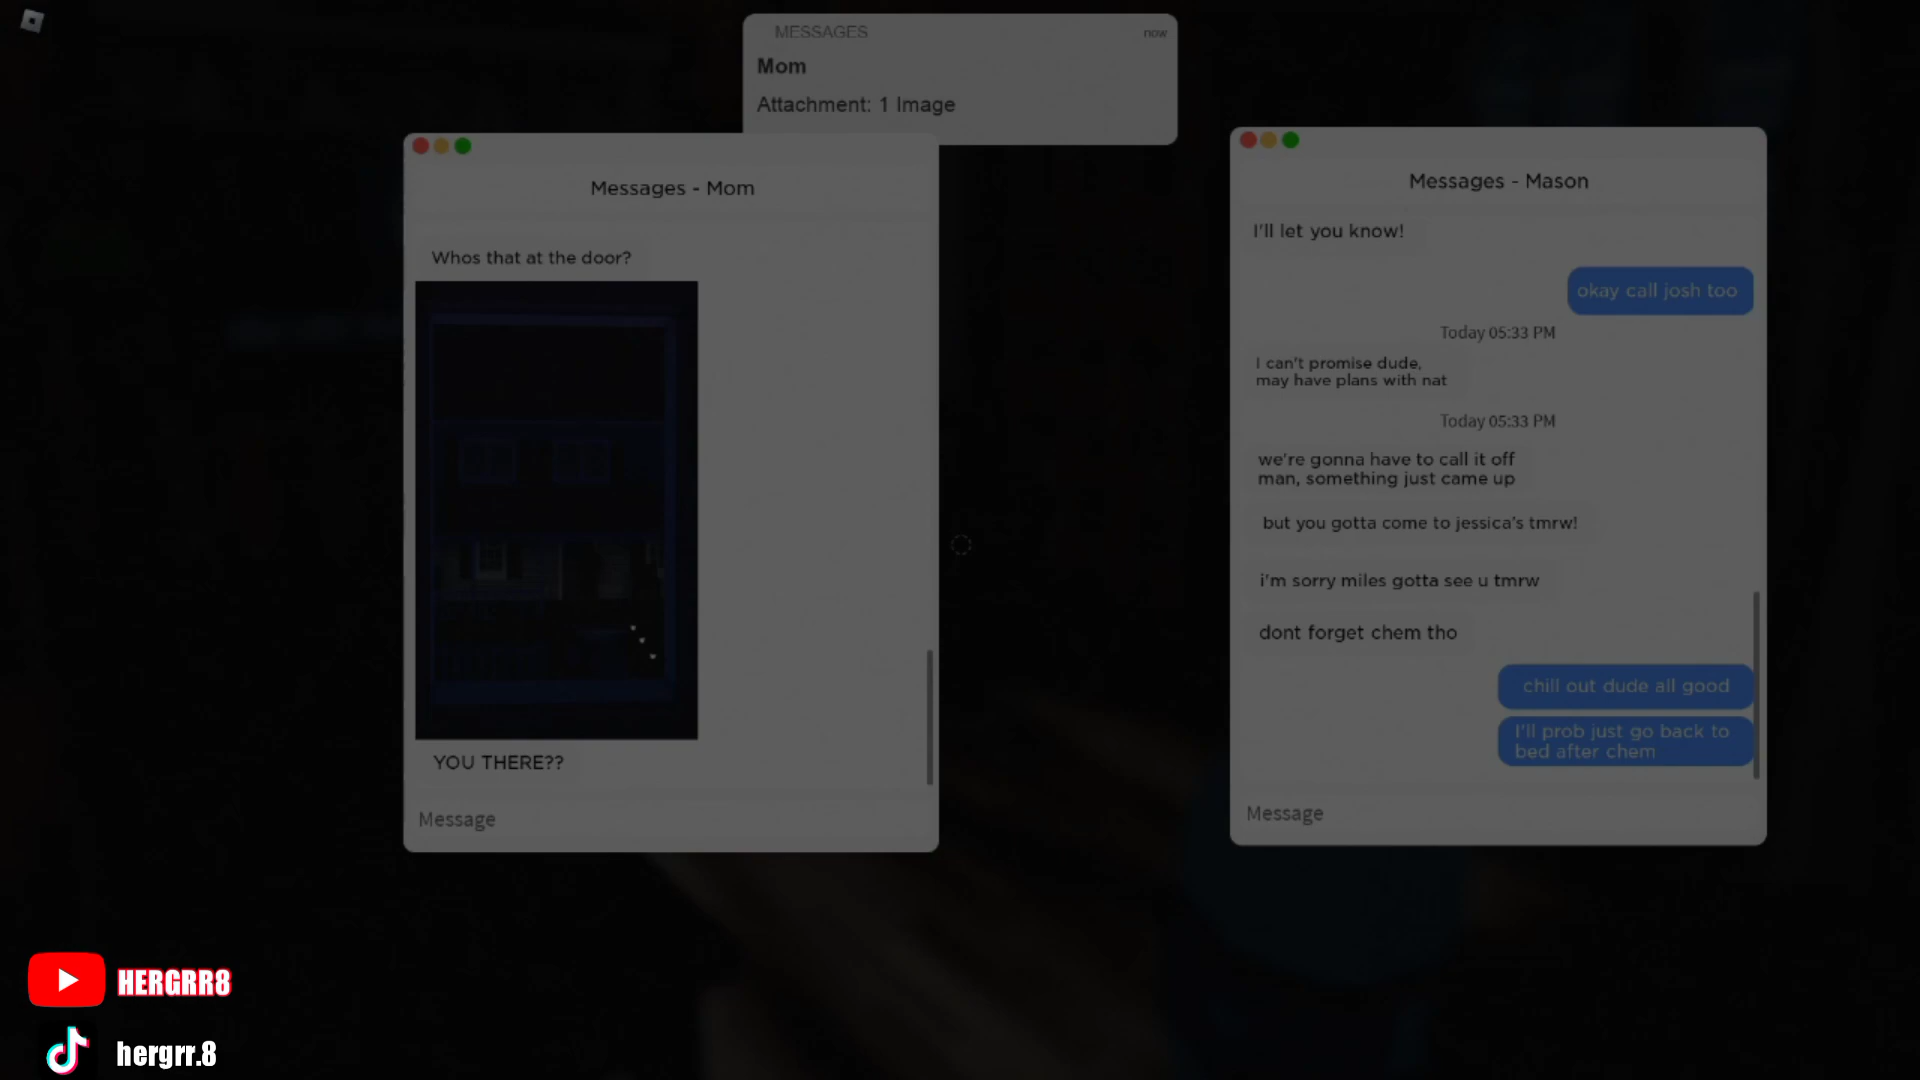 MESSAGES
now
Mom
Attachment: 1 Image
Messages - Mom
Whos that at the door?
YOU THERE??
Message
Messages - Mason
I'll let you know!
okay call josh too
Today 05:33 PM
I can't promise dude,
may have plans with nat
Today 05:33 PM
we're gonna have to call it off
man, something just came up
but you gotta come to jessica's tmrw!
i'm sorry miles gotta see u tmrw
dont forget chem tho
chill out dude all good
I'll prob just go back to
bed after chem
Message
HERGRR8
hergrr.8